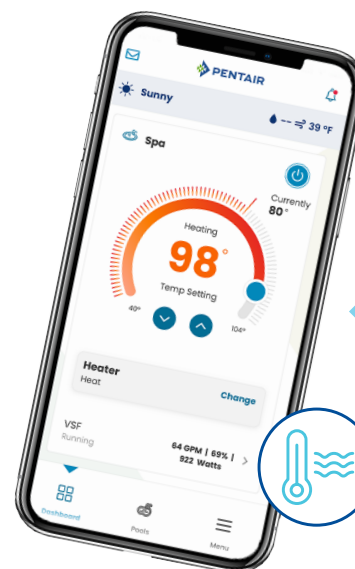 PENTAIR
Sunny
-- 39 °F
Spa
Currently
80°
Heating
98°
Temp Setting
40°
104°
Heater
Heat
Change
VSF
Running
64 GPM | 69% |
922 Watts
Dashboard
Pools
Menu